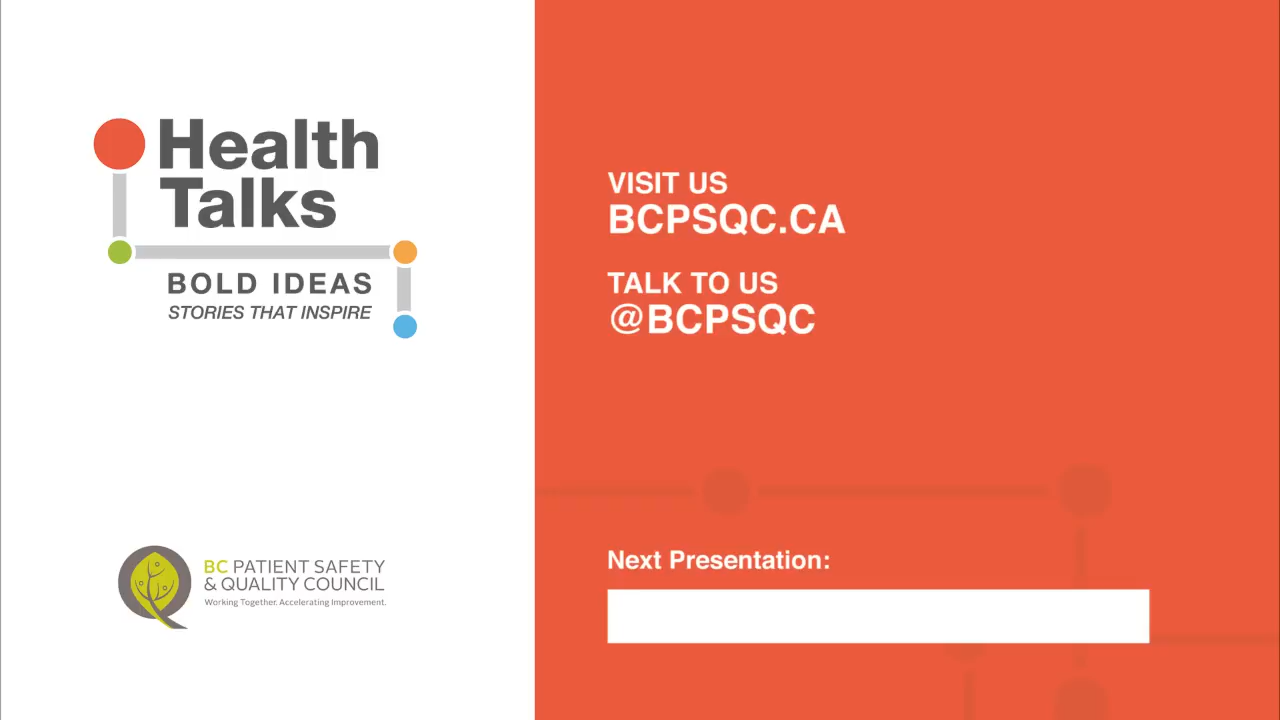 Health
Talks
BOLD IDEAS
STORIES THAT INSPIRE
BC PATIENT SAFETY
& QUALITY COUNCIL
Working Together. Accelerating Improvement.
VISIT US
BCPSQC.CA
TALK TO US
@BCPSQC
Next Presentation: